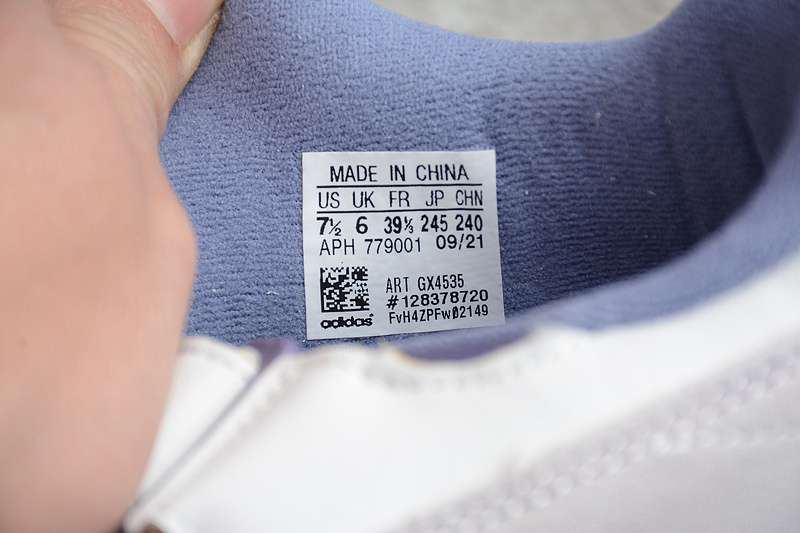 MADE IN CHINA
US UK FR JP CHN
7½ 6 39⅓ 245 240
APH 779001 09/21
ART GX4535
#128378720
FvH4ZPFw02149
adidas